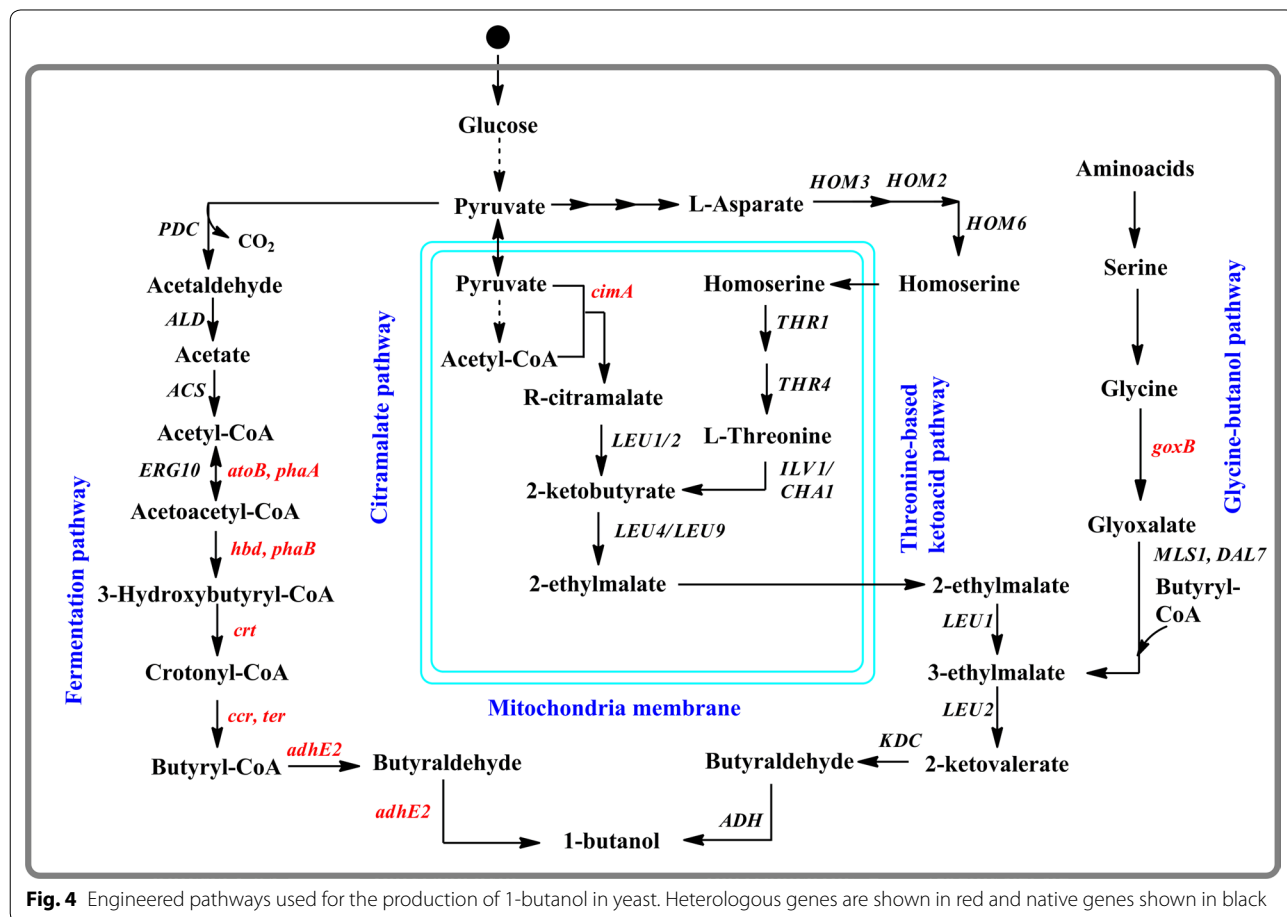 Glucose
Pyruvate
L-Asparate
HOM3
HOM2
HOM6
Aminoacids
PDC
CO2
Acetaldehyde
ALD
Acetate
ACS
Acetyl-CoA
ERG10
atoB, phaA
Acetoacetyl-CoA
hbd, phaB
3-Hydroxybutyryl-CoA
crt
Crotonyl-CoA
ccr, ter
Butyryl-CoA
adhE2
Butyraldehyde
adhE2
1-butanol
Fermentation pathway
Citramalate pathway
Pyruvate
cimA
Acetyl-CoA
R-citramalate
LEU1/2
2-ketobutyrate
LEU4/LEU9
2-ethylmalate
Homoserine
Homoserine
THR1
THR4
L-Threonine
ILV1/
CHA1
Mitochondria membrane
Threonine-based
ketoacid pathway
2-ethylmalate
LEU1
3-ethylmalate
LEU2
2-ketovalerate
KDC
Butyraldehyde
ADH
Serine
Glycine
goxB
Glyoxalate
MLS1, DAL7
Butyryl-
CoA
Glycine-butanol pathway
Fig. 4 Engineered pathways used for the production of 1-butanol in yeast. Heterologous genes are shown in red and native genes shown in black